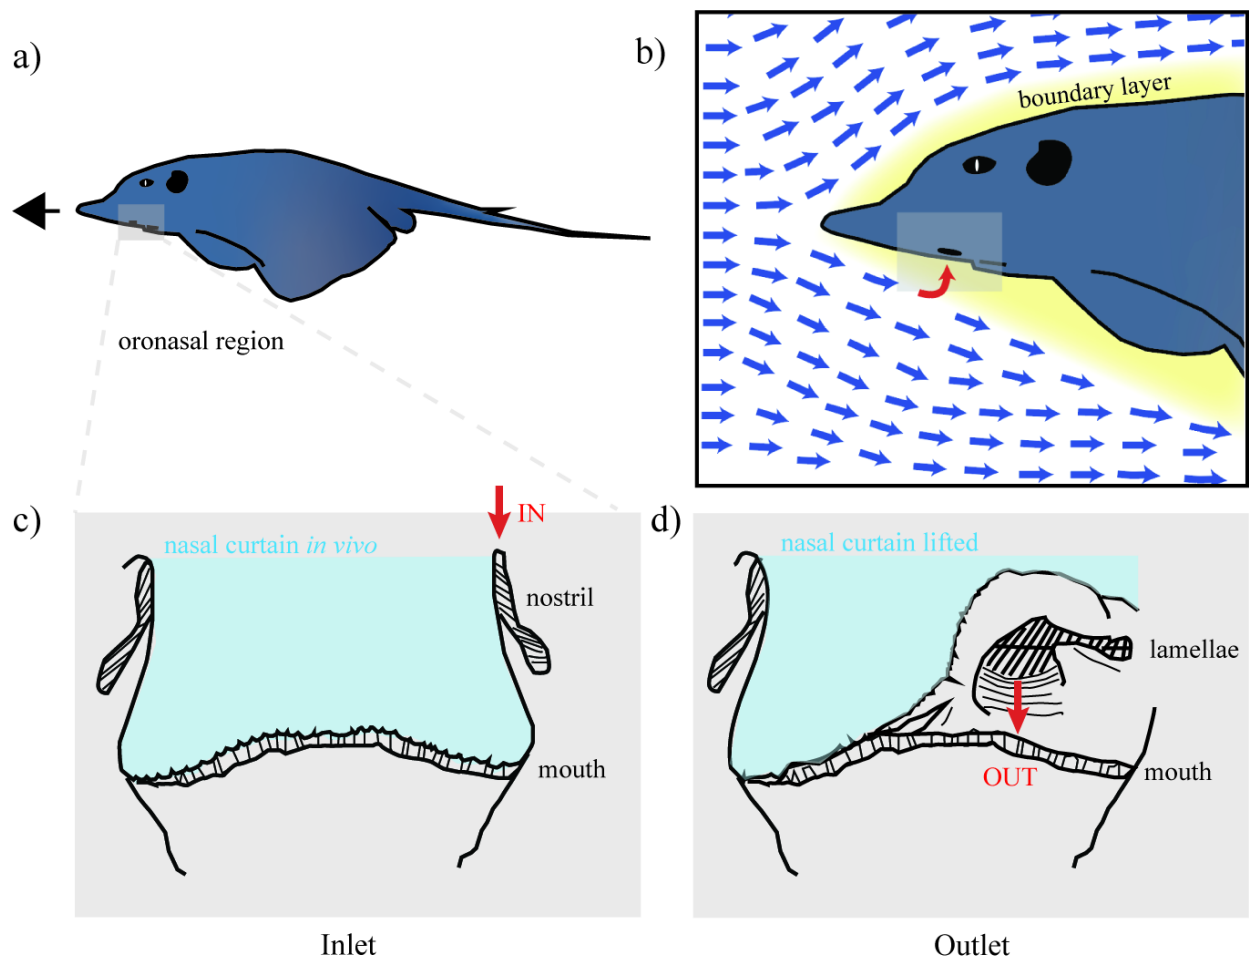 a)
b)
boundary layer
oronasal region
c)
IN
nasal curtain in vivo
nostril
mouth
Inlet
d)
nasal curtain lifted
lamellae
mouth
OUT
Outlet